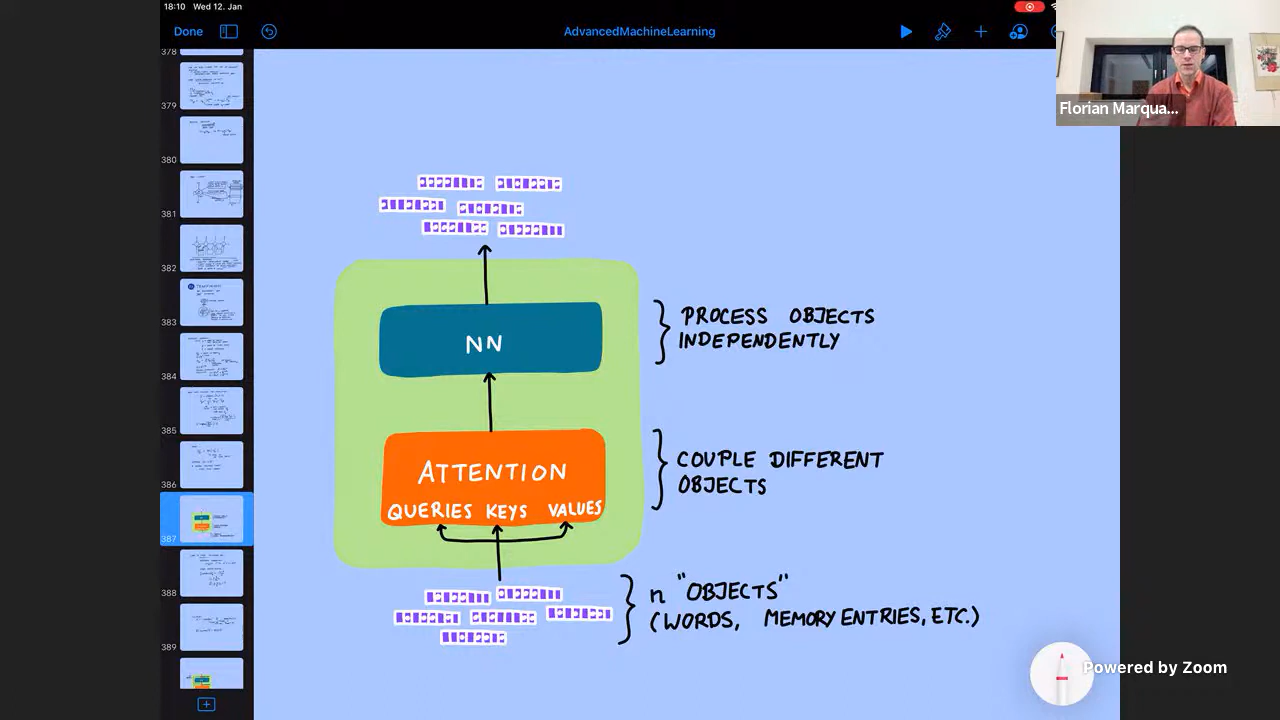 18:10 Wed 12. Jan
Done
AdvancedMachineLearning
Florian Marqua...
378
379
380
381
382
383
384
385
386
387
388
389
NN
} PROCESS OBJECTS
INDEPENDENTLY
ATTENTION
QUERIES KEYS VALUES
} COUPLE DIFFERENT
OBJECTS
} n "OBJECTS"
(WORDS, MEMORY ENTRIES, ETC.)
Powered by Zoom